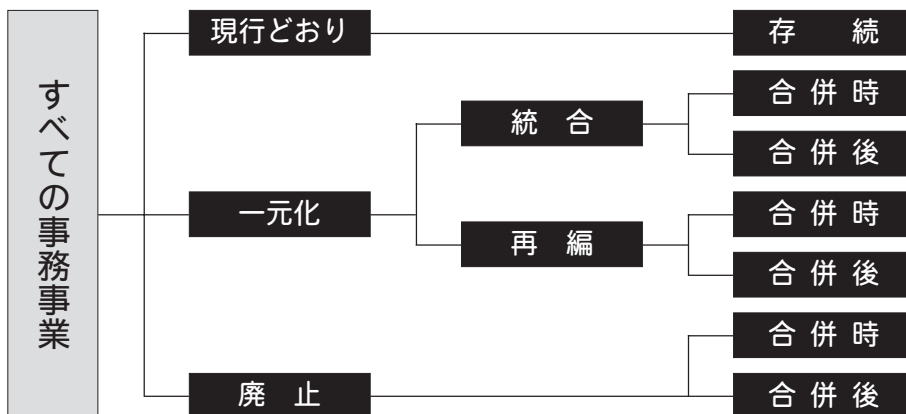 すべての事務事業
現行どおり
存続
一元化
統合
合併時
合併後
再編
合併時
合併後
廃止
合併時
合併後